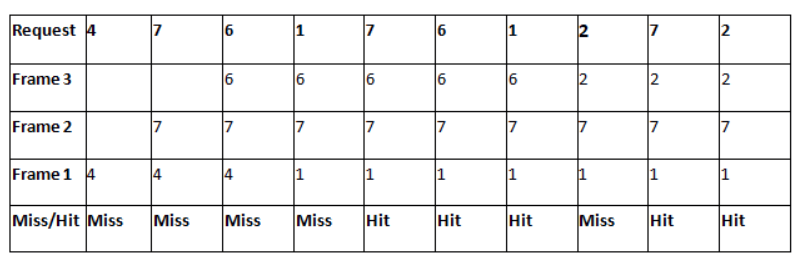 Request 4 7 6 1 7 6 1 2 7 2
Frame 3 6 6 6 6 6 2 2 2
Frame 2 7 7 7 7 7 7 7 7 7
Frame 1 4 4 4 1 1 1 1 1 1 1
Miss/Hit Miss Miss Miss Miss Hit Hit Hit Miss Hit Hit